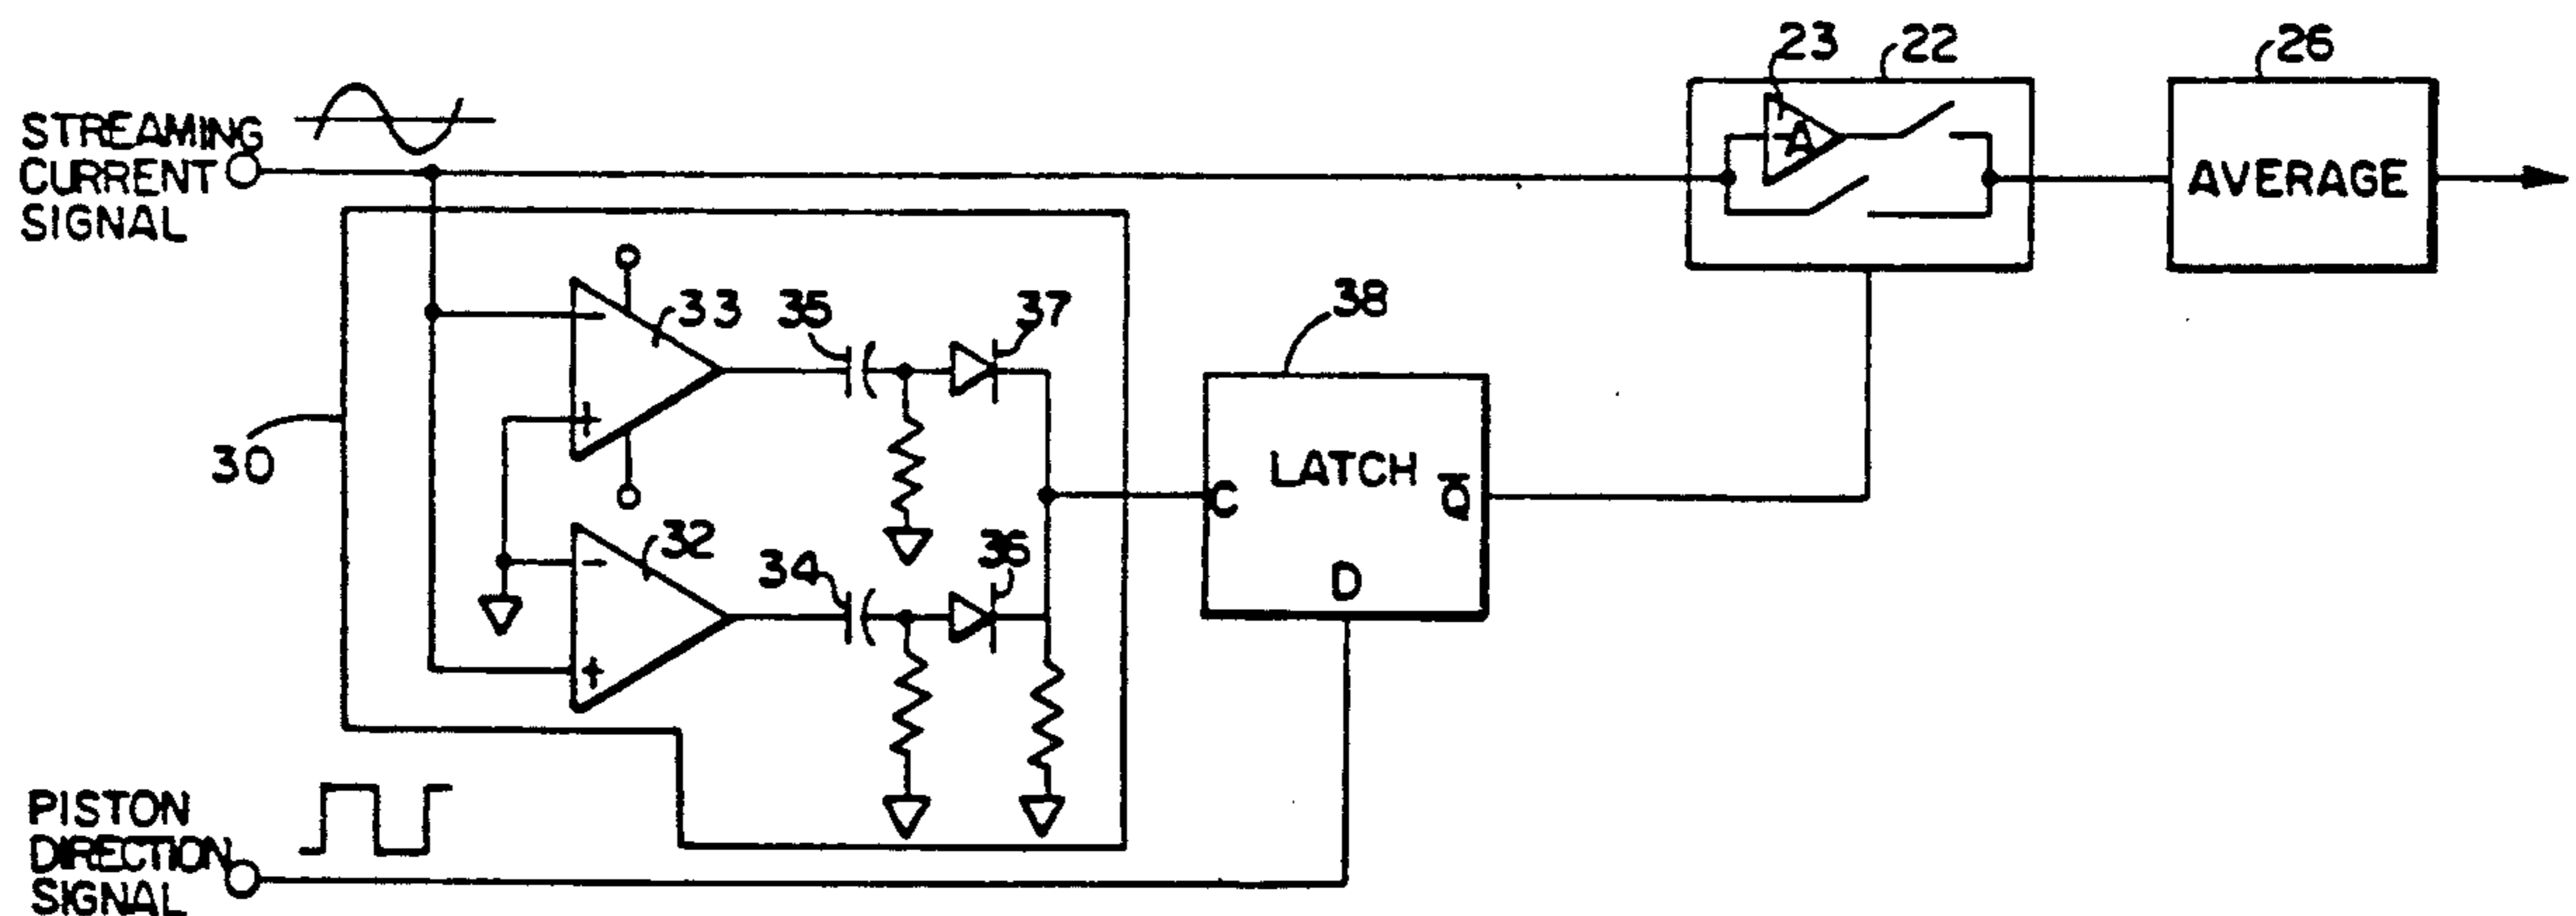 STREAMING
CURRENT
SIGNAL
23
22
26
-A
AVERAGE
33
35
37
38
-
+
30
LATCH
C
Q̅
D
32
34
36
-
+
PISTON
DIRECTION
SIGNAL